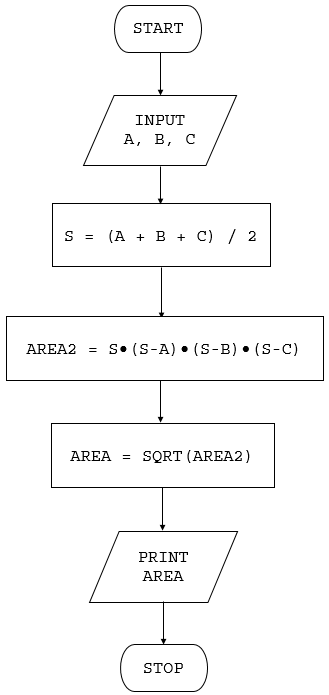 START
INPUT
A, B, C
S = (A + B + C) / 2
AREA2 = S•(S-A)•(S-B)•(S-C)
AREA = SQRT(AREA2)
PRINT
AREA
STOP